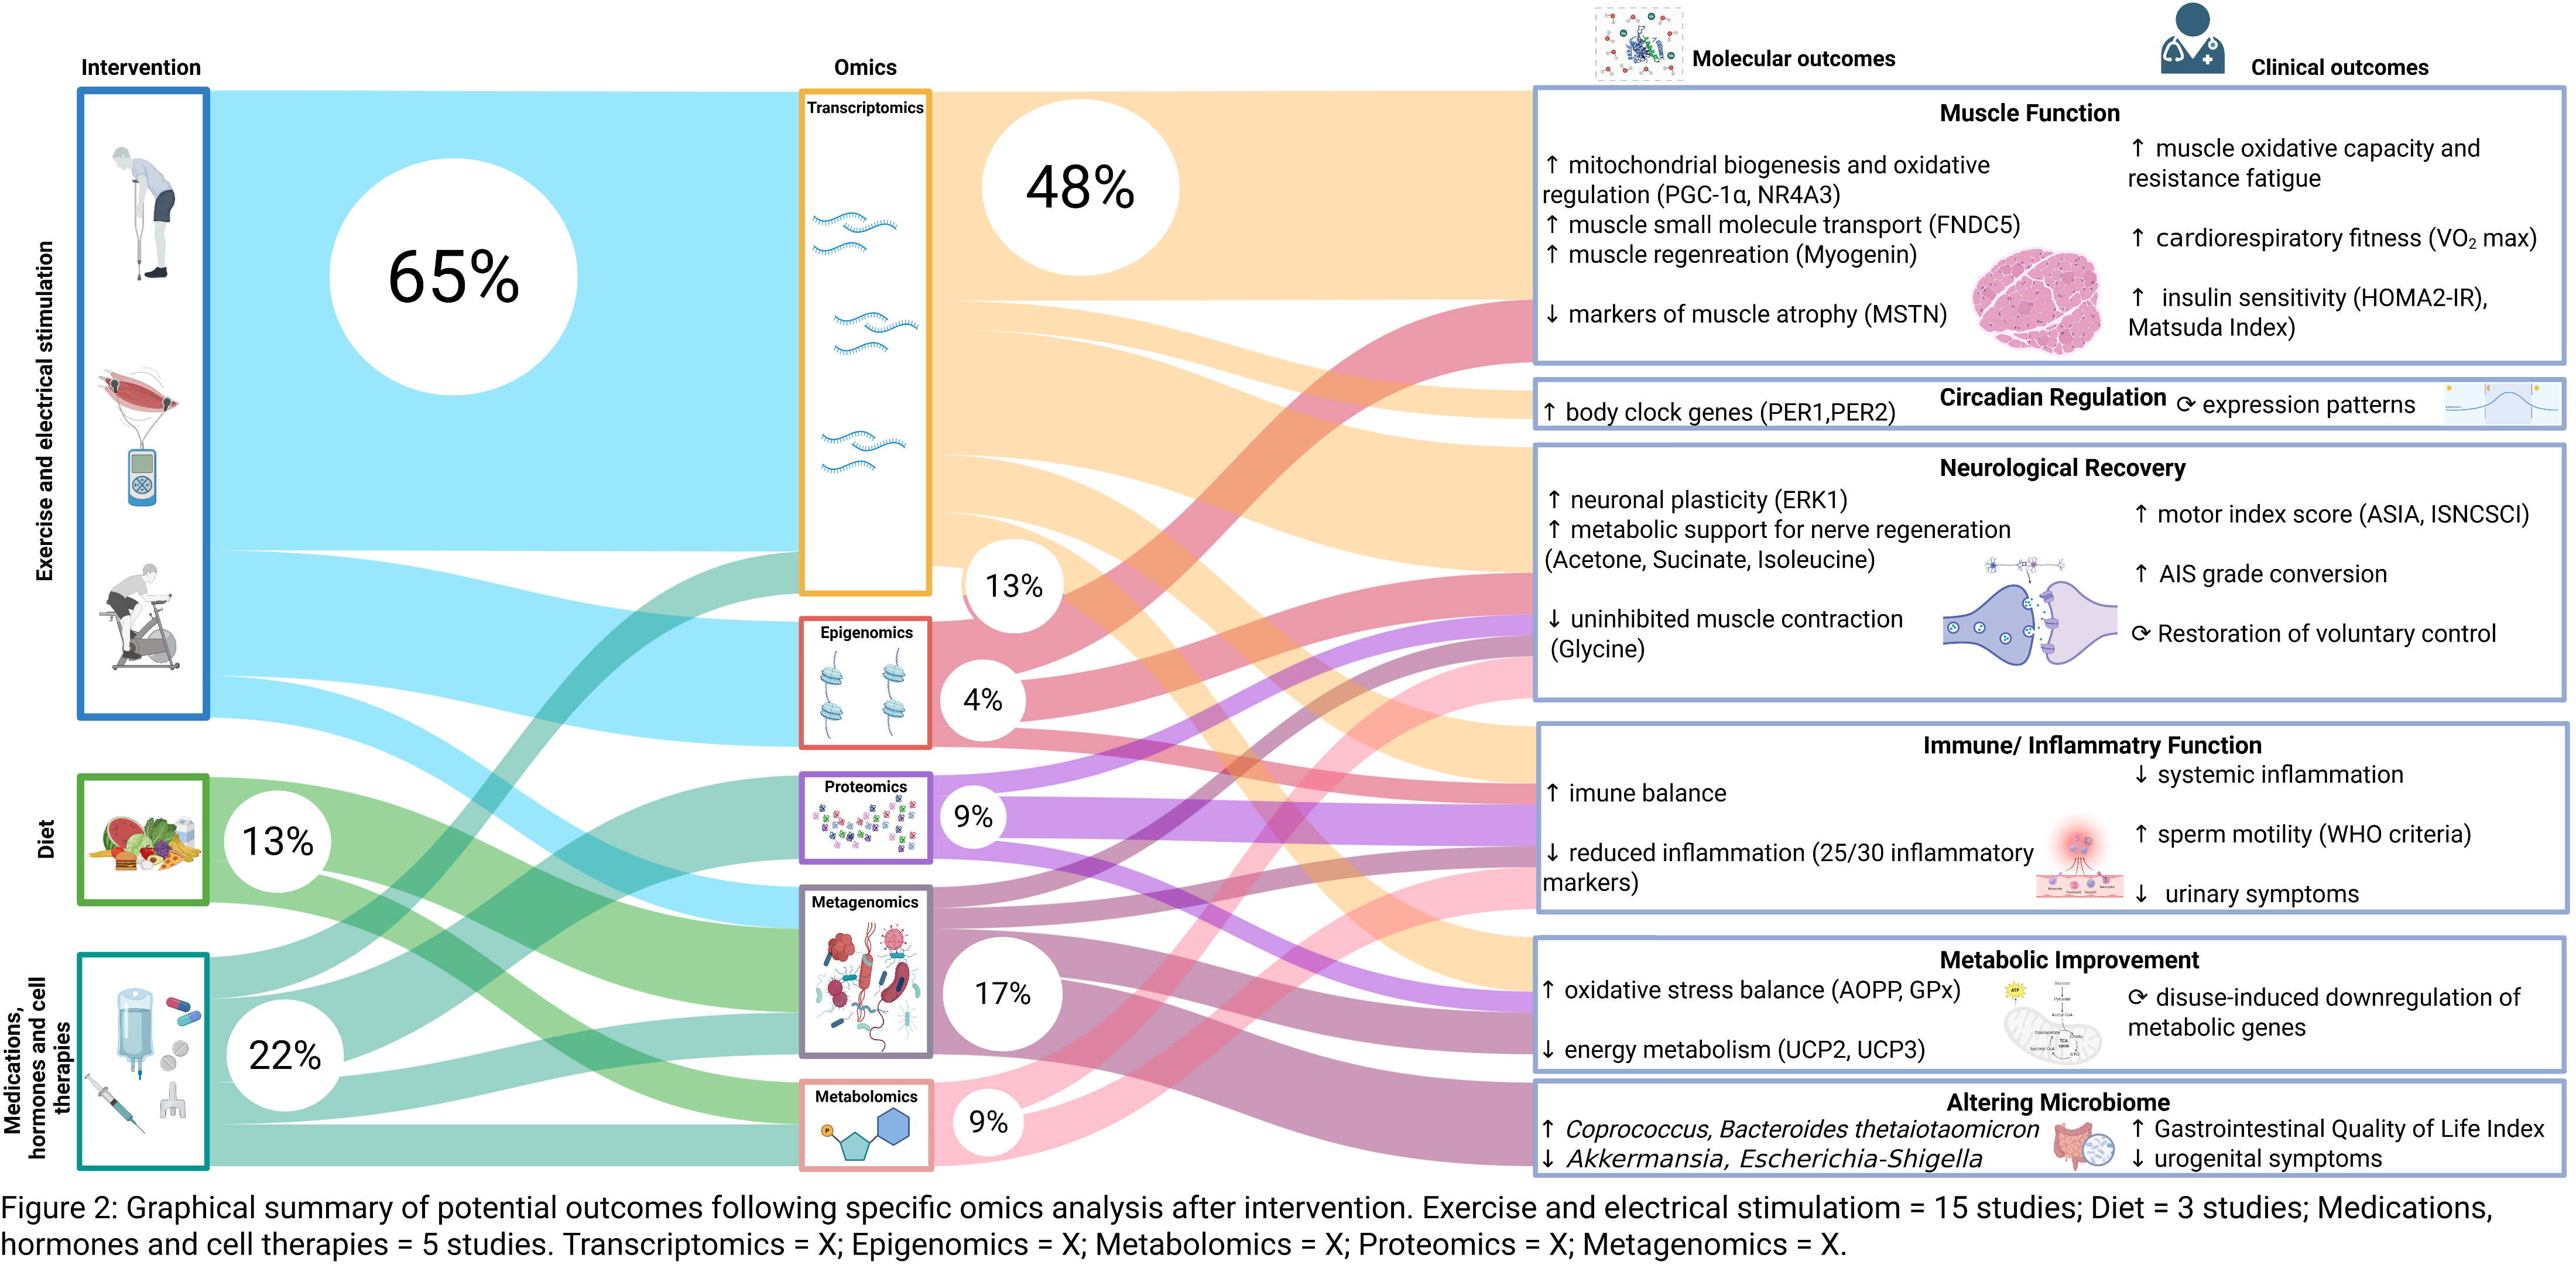 Intervention
Omics
Molecular outcomes
Clinical outcomes
Exercise and electrical stimulation
65%
Diet
13%
Medications,
hormones and cell
therapies
22%
Transcriptomics
48%
Epigenomics
13%
4%
Proteomics
9%
Metagenomics
17%
Metabolomics
P
9%
Muscle Function
↑ mitochondrial biogenesis and oxidative
regulation (PGC-1α, NR4A3)
↑ muscle small molecule transport (FNDC5)
↑ muscle regenreation (Myogenin)
↓ markers of muscle atrophy (MSTN)
↑ muscle oxidative capacity and
resistance fatigue
↑ cardiorespiratory fitness (VO₂ max)
↑ insulin sensitivity (HOMA2-IR),
Matsuda Index)
Circadian Regulation
↑ body clock genes (PER1,PER2)
⟳ expression patterns
Neurological Recovery
↑ neuronal plasticity (ERK1)
↑ metabolic support for nerve regeneration
(Acetone, Sucinate, Isoleucine)
↓ uninhibited muscle contraction
(Glycine)
↑ motor index score (ASIA, ISNCSCI)
↑ AIS grade conversion
⟳ Restoration of voluntary control
Immune/ Inflammatry Function
↑ imune balance
↓ reduced inflammation (25/30 inflammatory
markers)
↓ systemic inflammation
↑ sperm motility (WHO criteria)
↓ urinary symptoms
Metabolic Improvement
↑ oxidative stress balance (AOPP, GPx)
↓ energy metabolism (UCP2, UCP3)
ATP
Glucose
Pyruvate
Acetyl CoA
TCA
cycle
⟳ disuse-induced downregulation of
metabolic genes
Altering Microbiome
↑ Coprococcus, Bacteroides thetaiotaomicron
↓ Akkermansia, Escherichia-Shigella
↑ Gastrointestinal Quality of Life Index
↓ urogenital symptoms
Figure 2: Graphical summary of potential outcomes following specific omics analysis after intervention. Exercise and electrical stimulatiom = 15 studies; Diet = 3 studies; Medications,
hormones and cell therapies = 5 studies. Transcriptomics = X; Epigenomics = X; Metabolomics = X; Proteomics = X; Metagenomics = X.